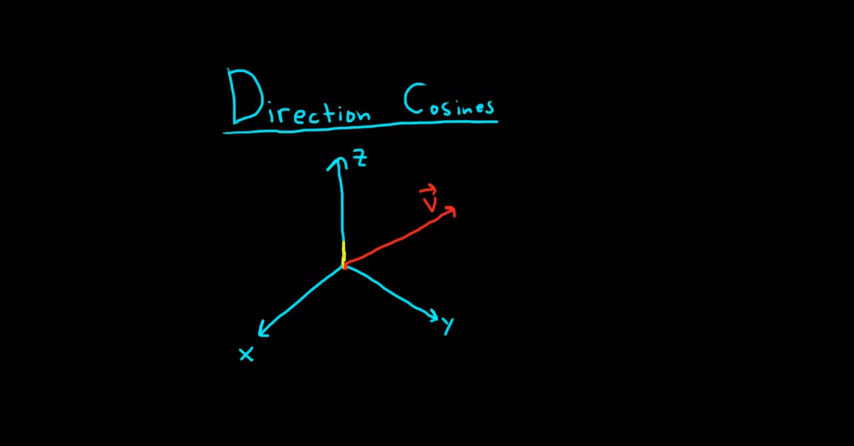 Direction Cosines
z
v⃗
y
x